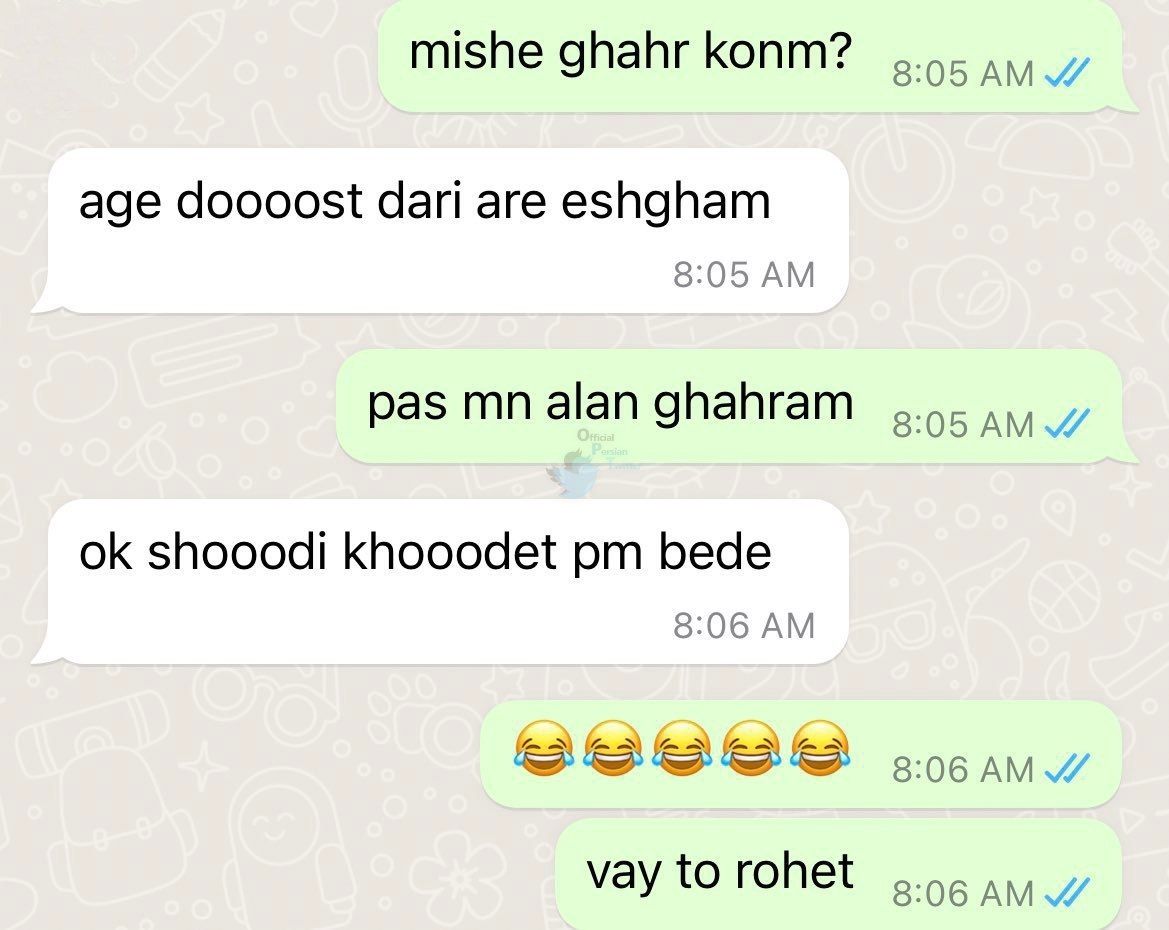 mishe ghahr konm?
8:05 AM
age doooost dari are eshgham
8:05 AM
pas mn alan ghahram
8:05 AM
Official
Persian
Twitter
ok shooodi khooodet pm bede
8:06 AM
😂😂😂😂😂
8:06 AM
vay to rohet
8:06 AM